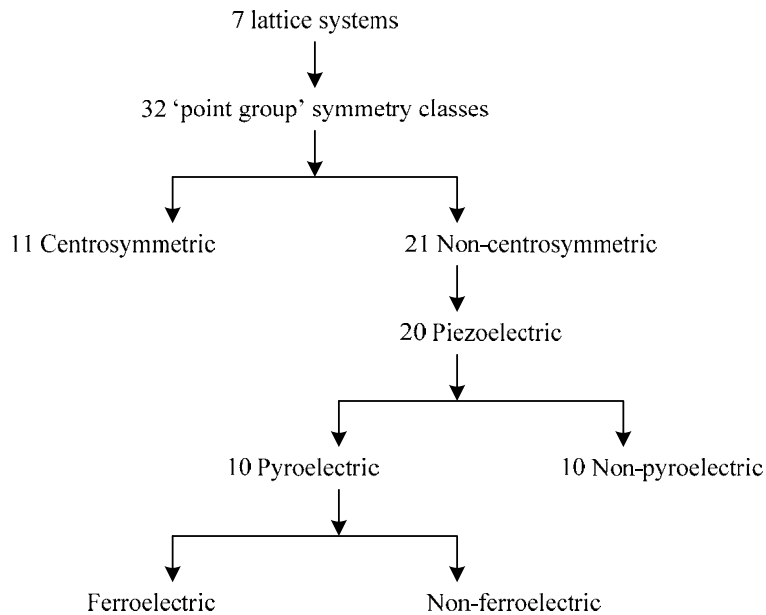 7 lattice systems
32 ‘point group’ symmetry classes
11 Centrosymmetric
21 Non-centrosymmetric
20 Piezoelectric
10 Pyroelectric
10 Non-pyroelectric
Ferroelectric
Non-ferroelectric